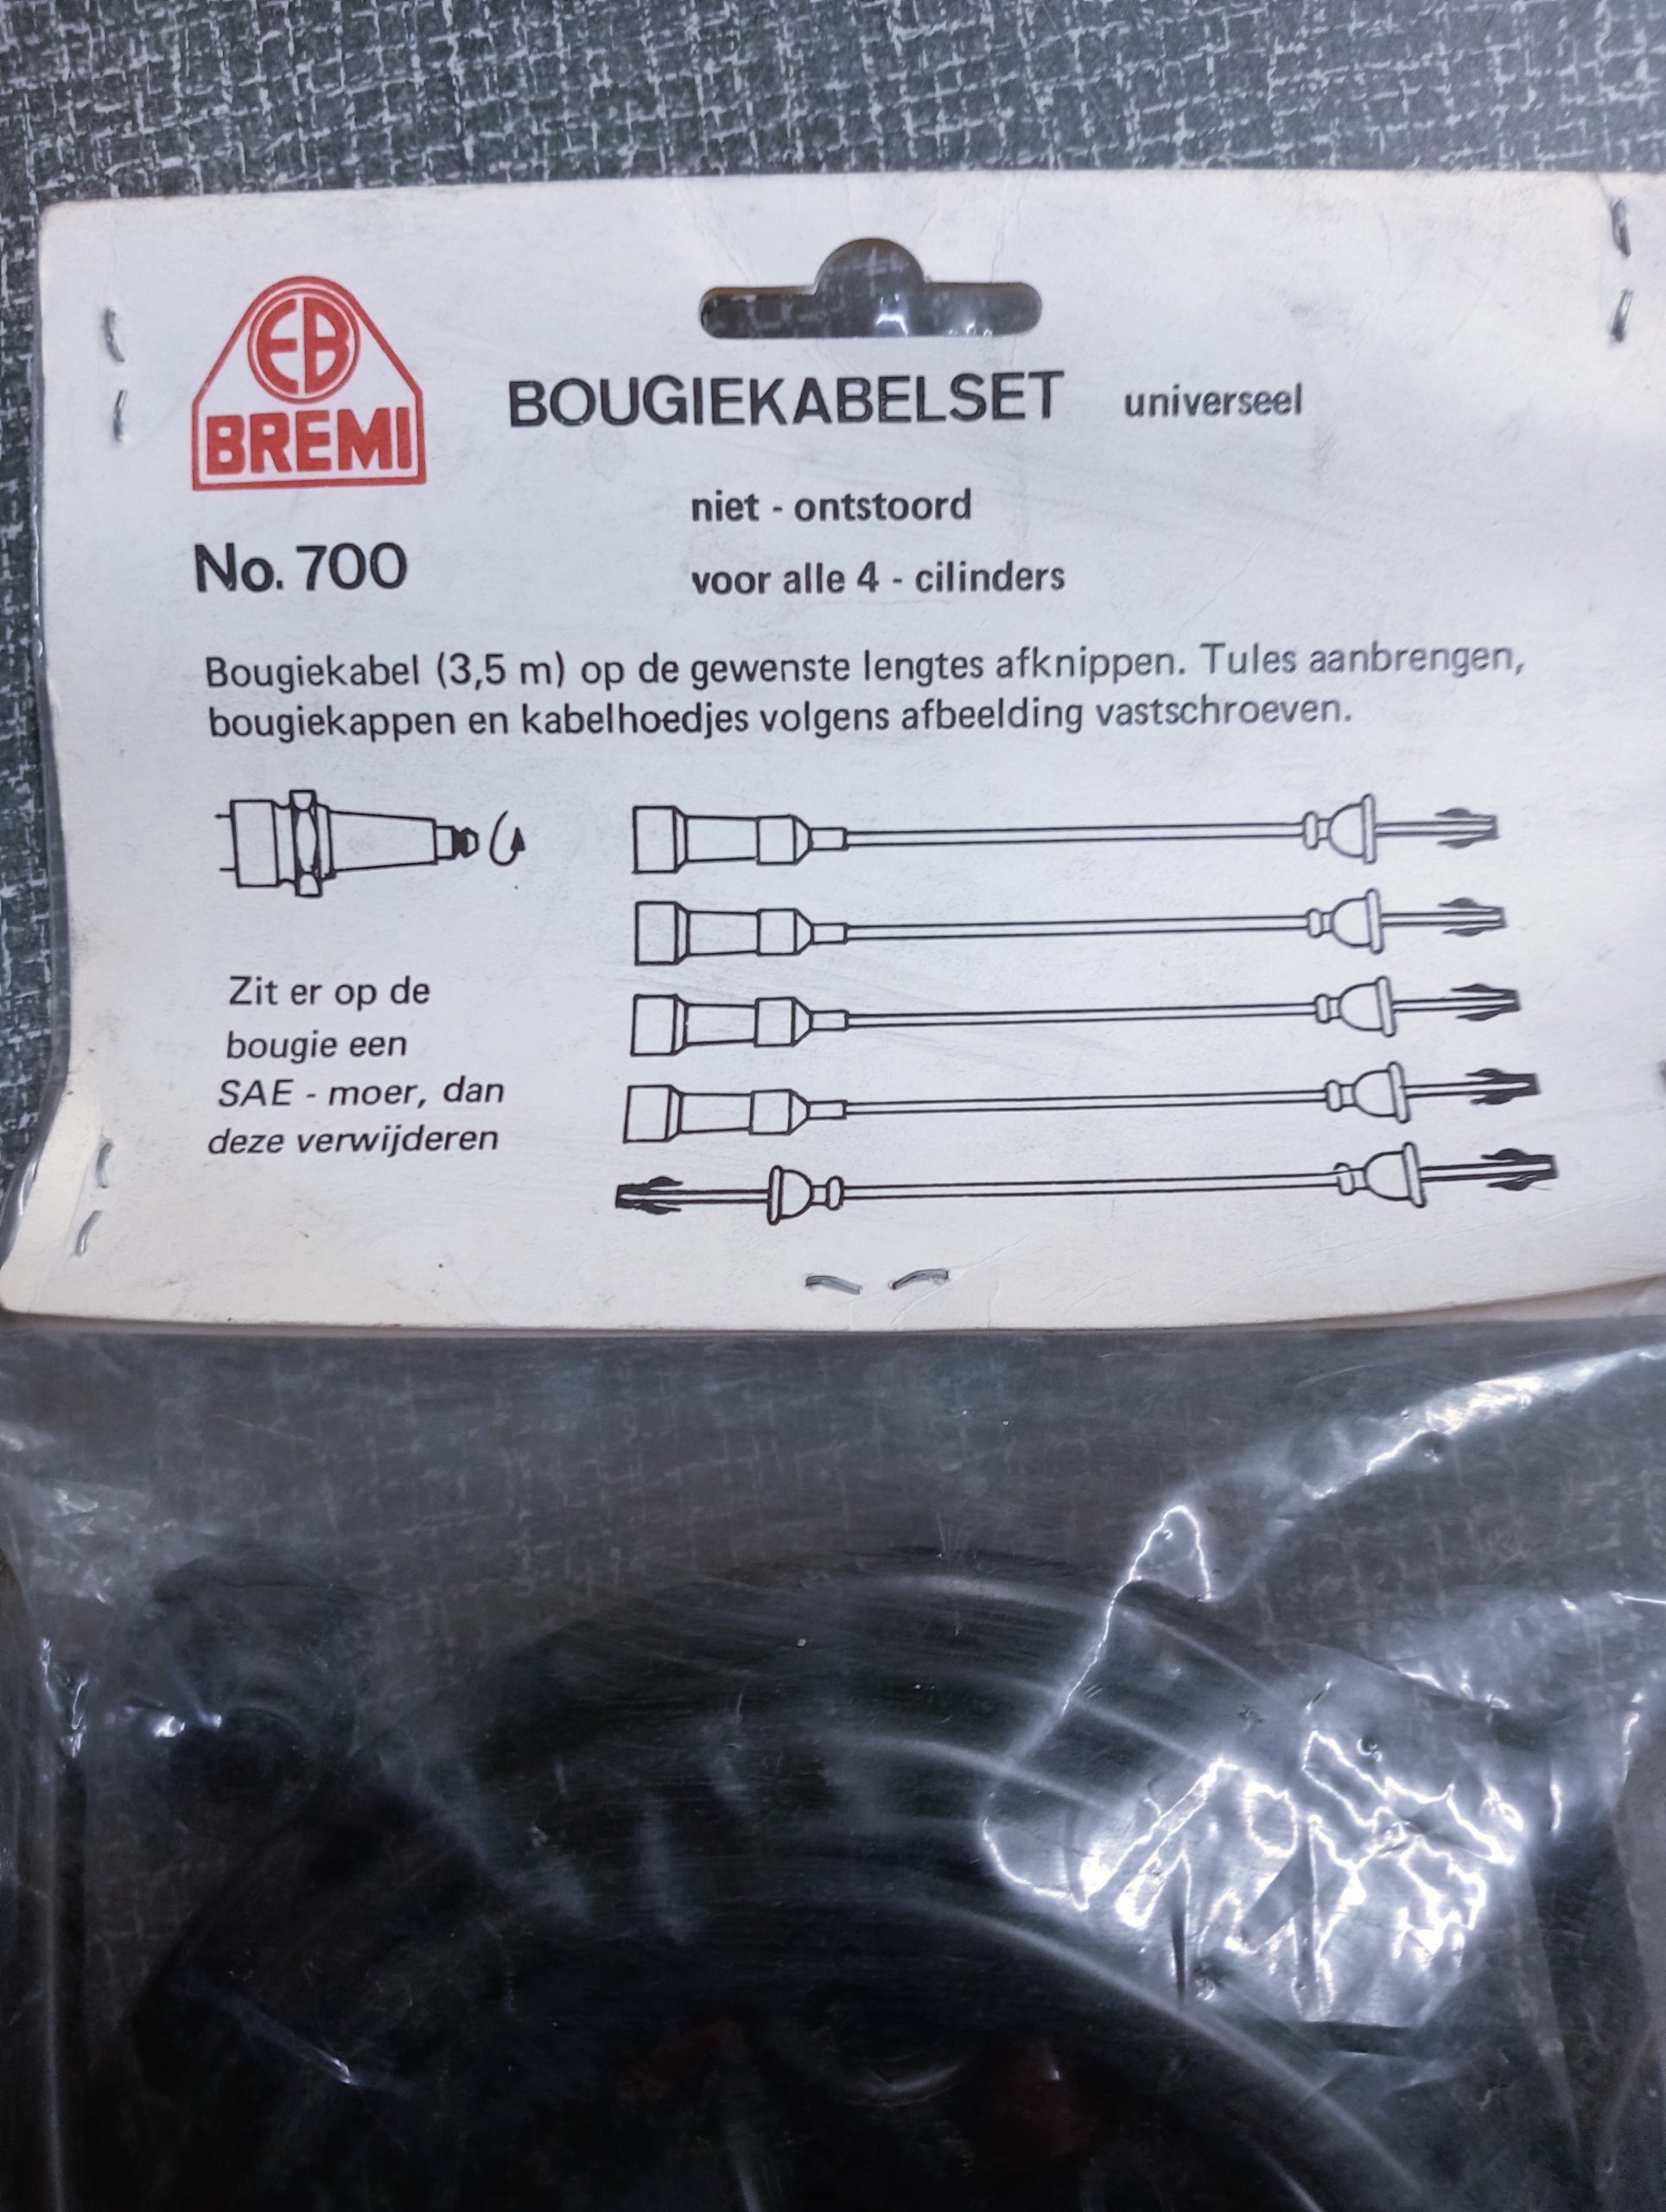 EB
BREMI
BOUGIEKABELSET universeel
niet - ontstoord
No. 700
voor alle 4 - cilinders
Bougiekabel (3,5 m) op de gewenste lengtes afknippen. Tules aanbrengen,
bougiekappen en kabelhoedjes volgens afbeelding vastschroeven.
Zit er op de
bougie een
SAE - moer, dan
deze verwijderen